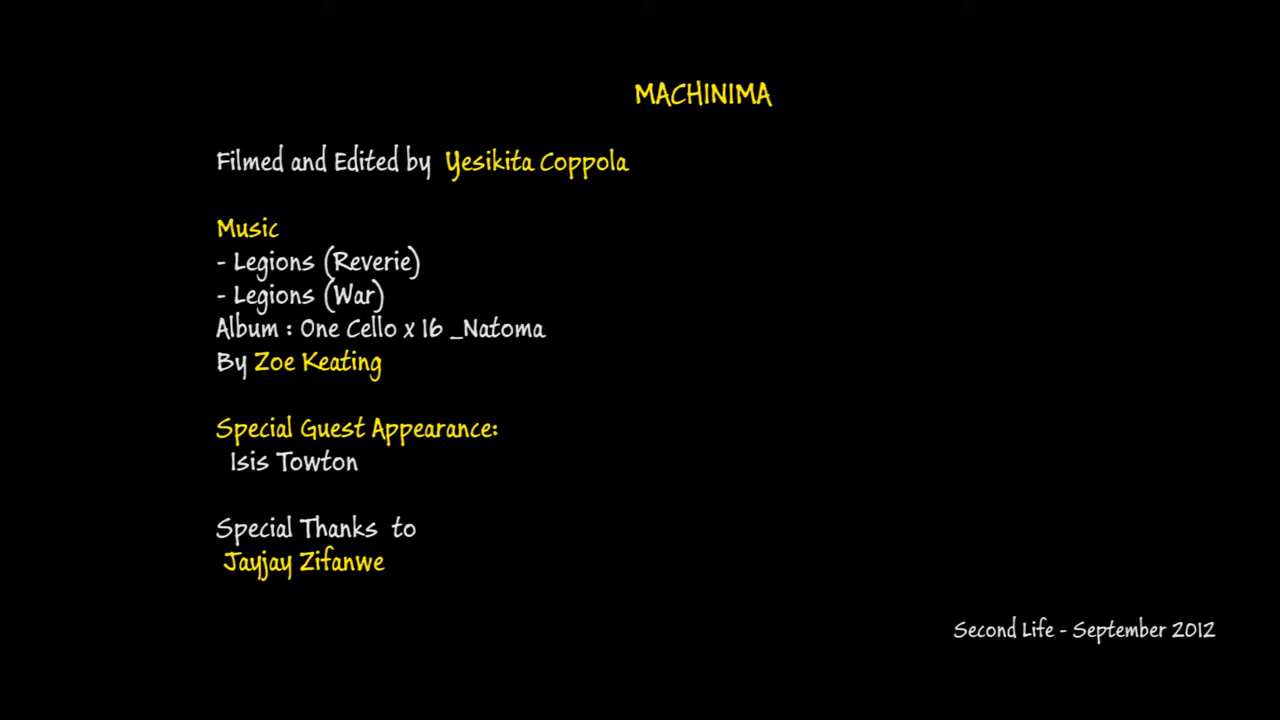 MACHINIMA
Filmed and Edited by Yesikita Coppola
Music
- Legions (Reverie)
- Legions (War)
Album : One Cello x 16 _Natoma
By Zoe Keating
Special Guest Appearance:
Isis Towton
Special Thanks to
Jayjay Zifanwe
Second Life - September 2012